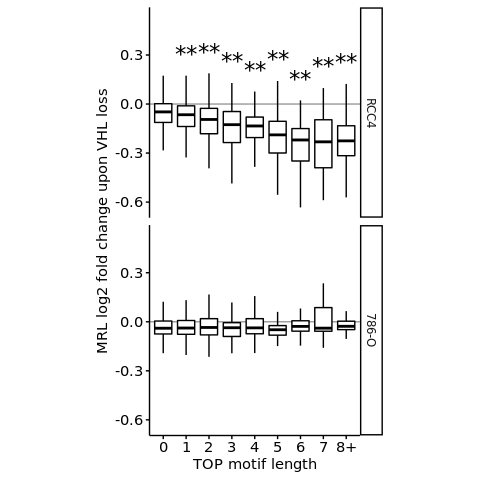 MRL log2 fold change upon VHL loss
0.3
0.0
-0.3
-0.6
** ** ** ** ** ** ** **
RCC4
0.3
0.0
-0.3
-0.6
786-O
0 1 2 3 4 5 6 7 8+
TOP motif length